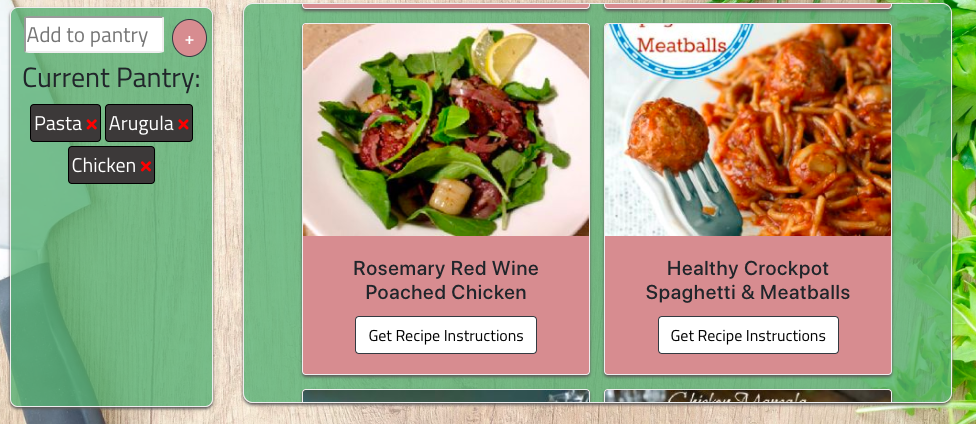 Add to pantry
+
Current Pantry:
Pasta ×
Arugula ×
Chicken ×
Meatballs
Rosemary Red Wine
Poached Chicken
Get Recipe Instructions
Healthy Crockpot
Spaghetti & Meatballs
Get Recipe Instructions
Chicken Marsala